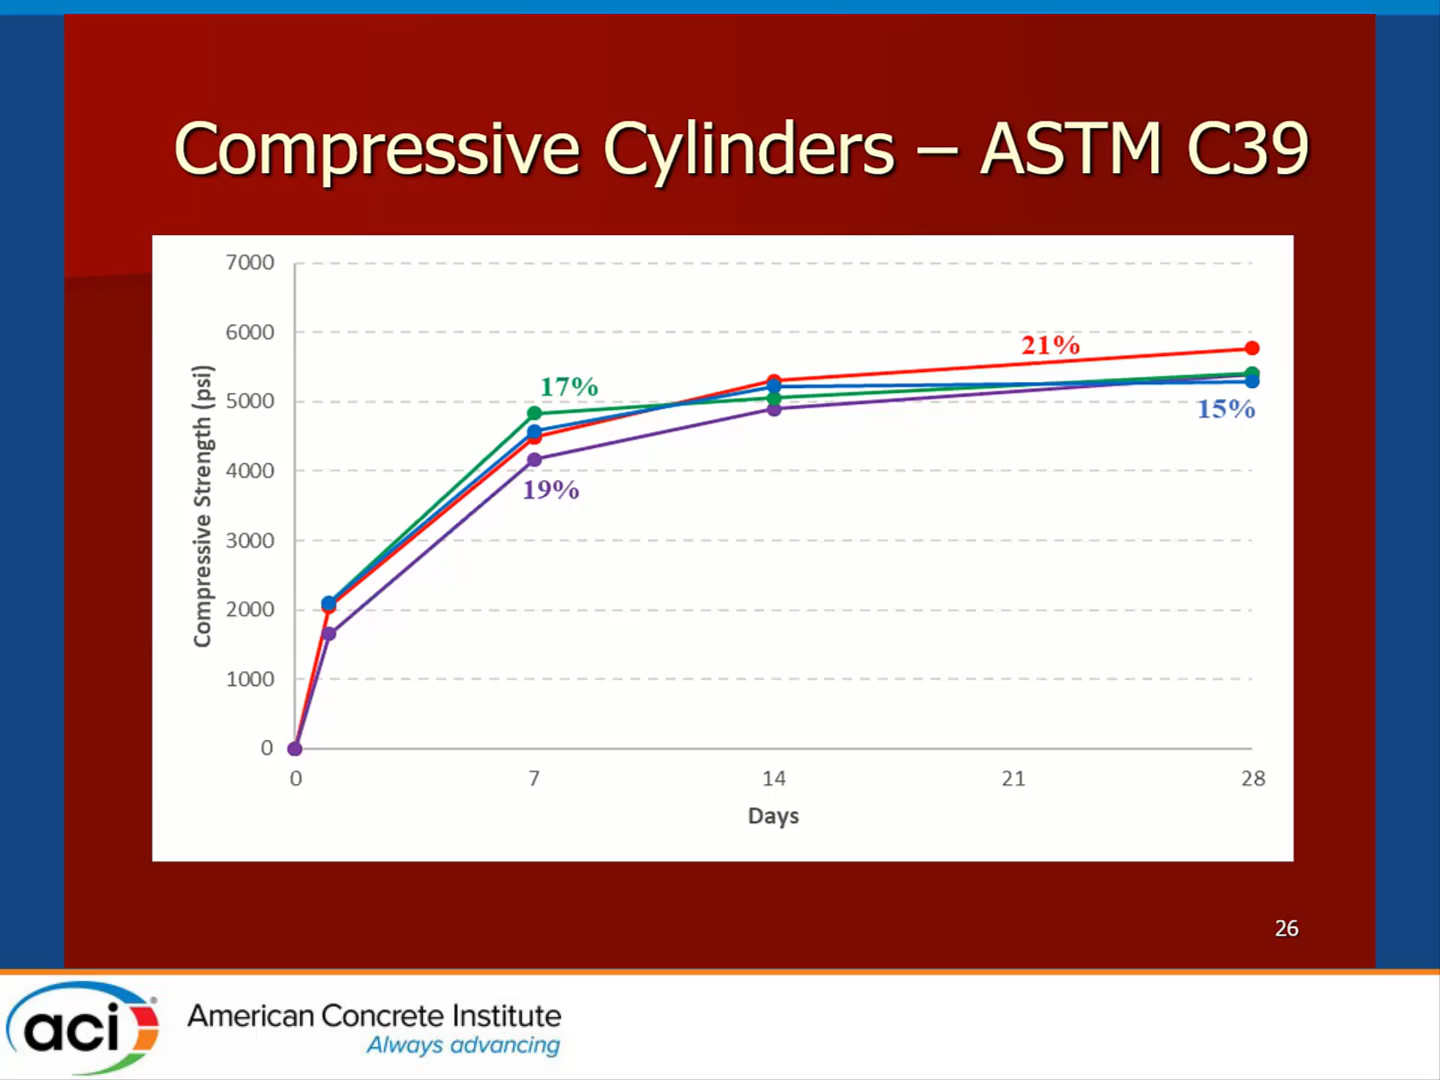 Compressive Cylinders – ASTM C39
7000
6000
5000
4000
3000
2000
1000
0
Compressive Strength (psi)
17%
21%
15%
19%
0 7 14 21 28
Days
26
aci American Concrete Institute
Always advancing